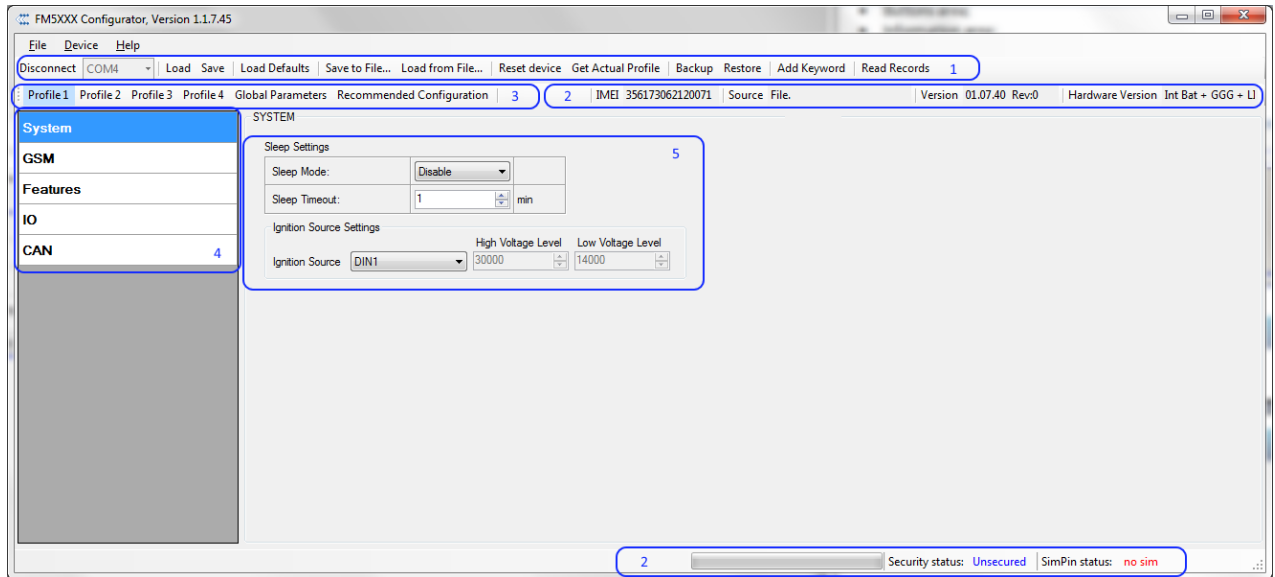 FM5XXX Configurator, Version 1.1.7.45
Buttons area;
Information area;
File Device Help
Disconnect COM4 Load Save Load Defaults Save to File... Load from File... Reset device Get Actual Profile Backup Restore Add Keyword Read Records 1
Profile 1 Profile 2 Profile 3 Profile 4 Global Parameters Recommended Configuration 3 2 IMEI 356173062120071 Source File. Version 01.07.40 Rev:0 Hardware Version Int Bat + GGG + LI
System
GSM
Features
IO
CAN 4
SYSTEM
Sleep Settings 5
Sleep Mode: Disable
Sleep Timeout: 1 min
Ignition Source Settings
High Voltage Level Low Voltage Level
Ignition Source DIN1 30000 14000
2 Security status: Unsecured SimPin status: no sim